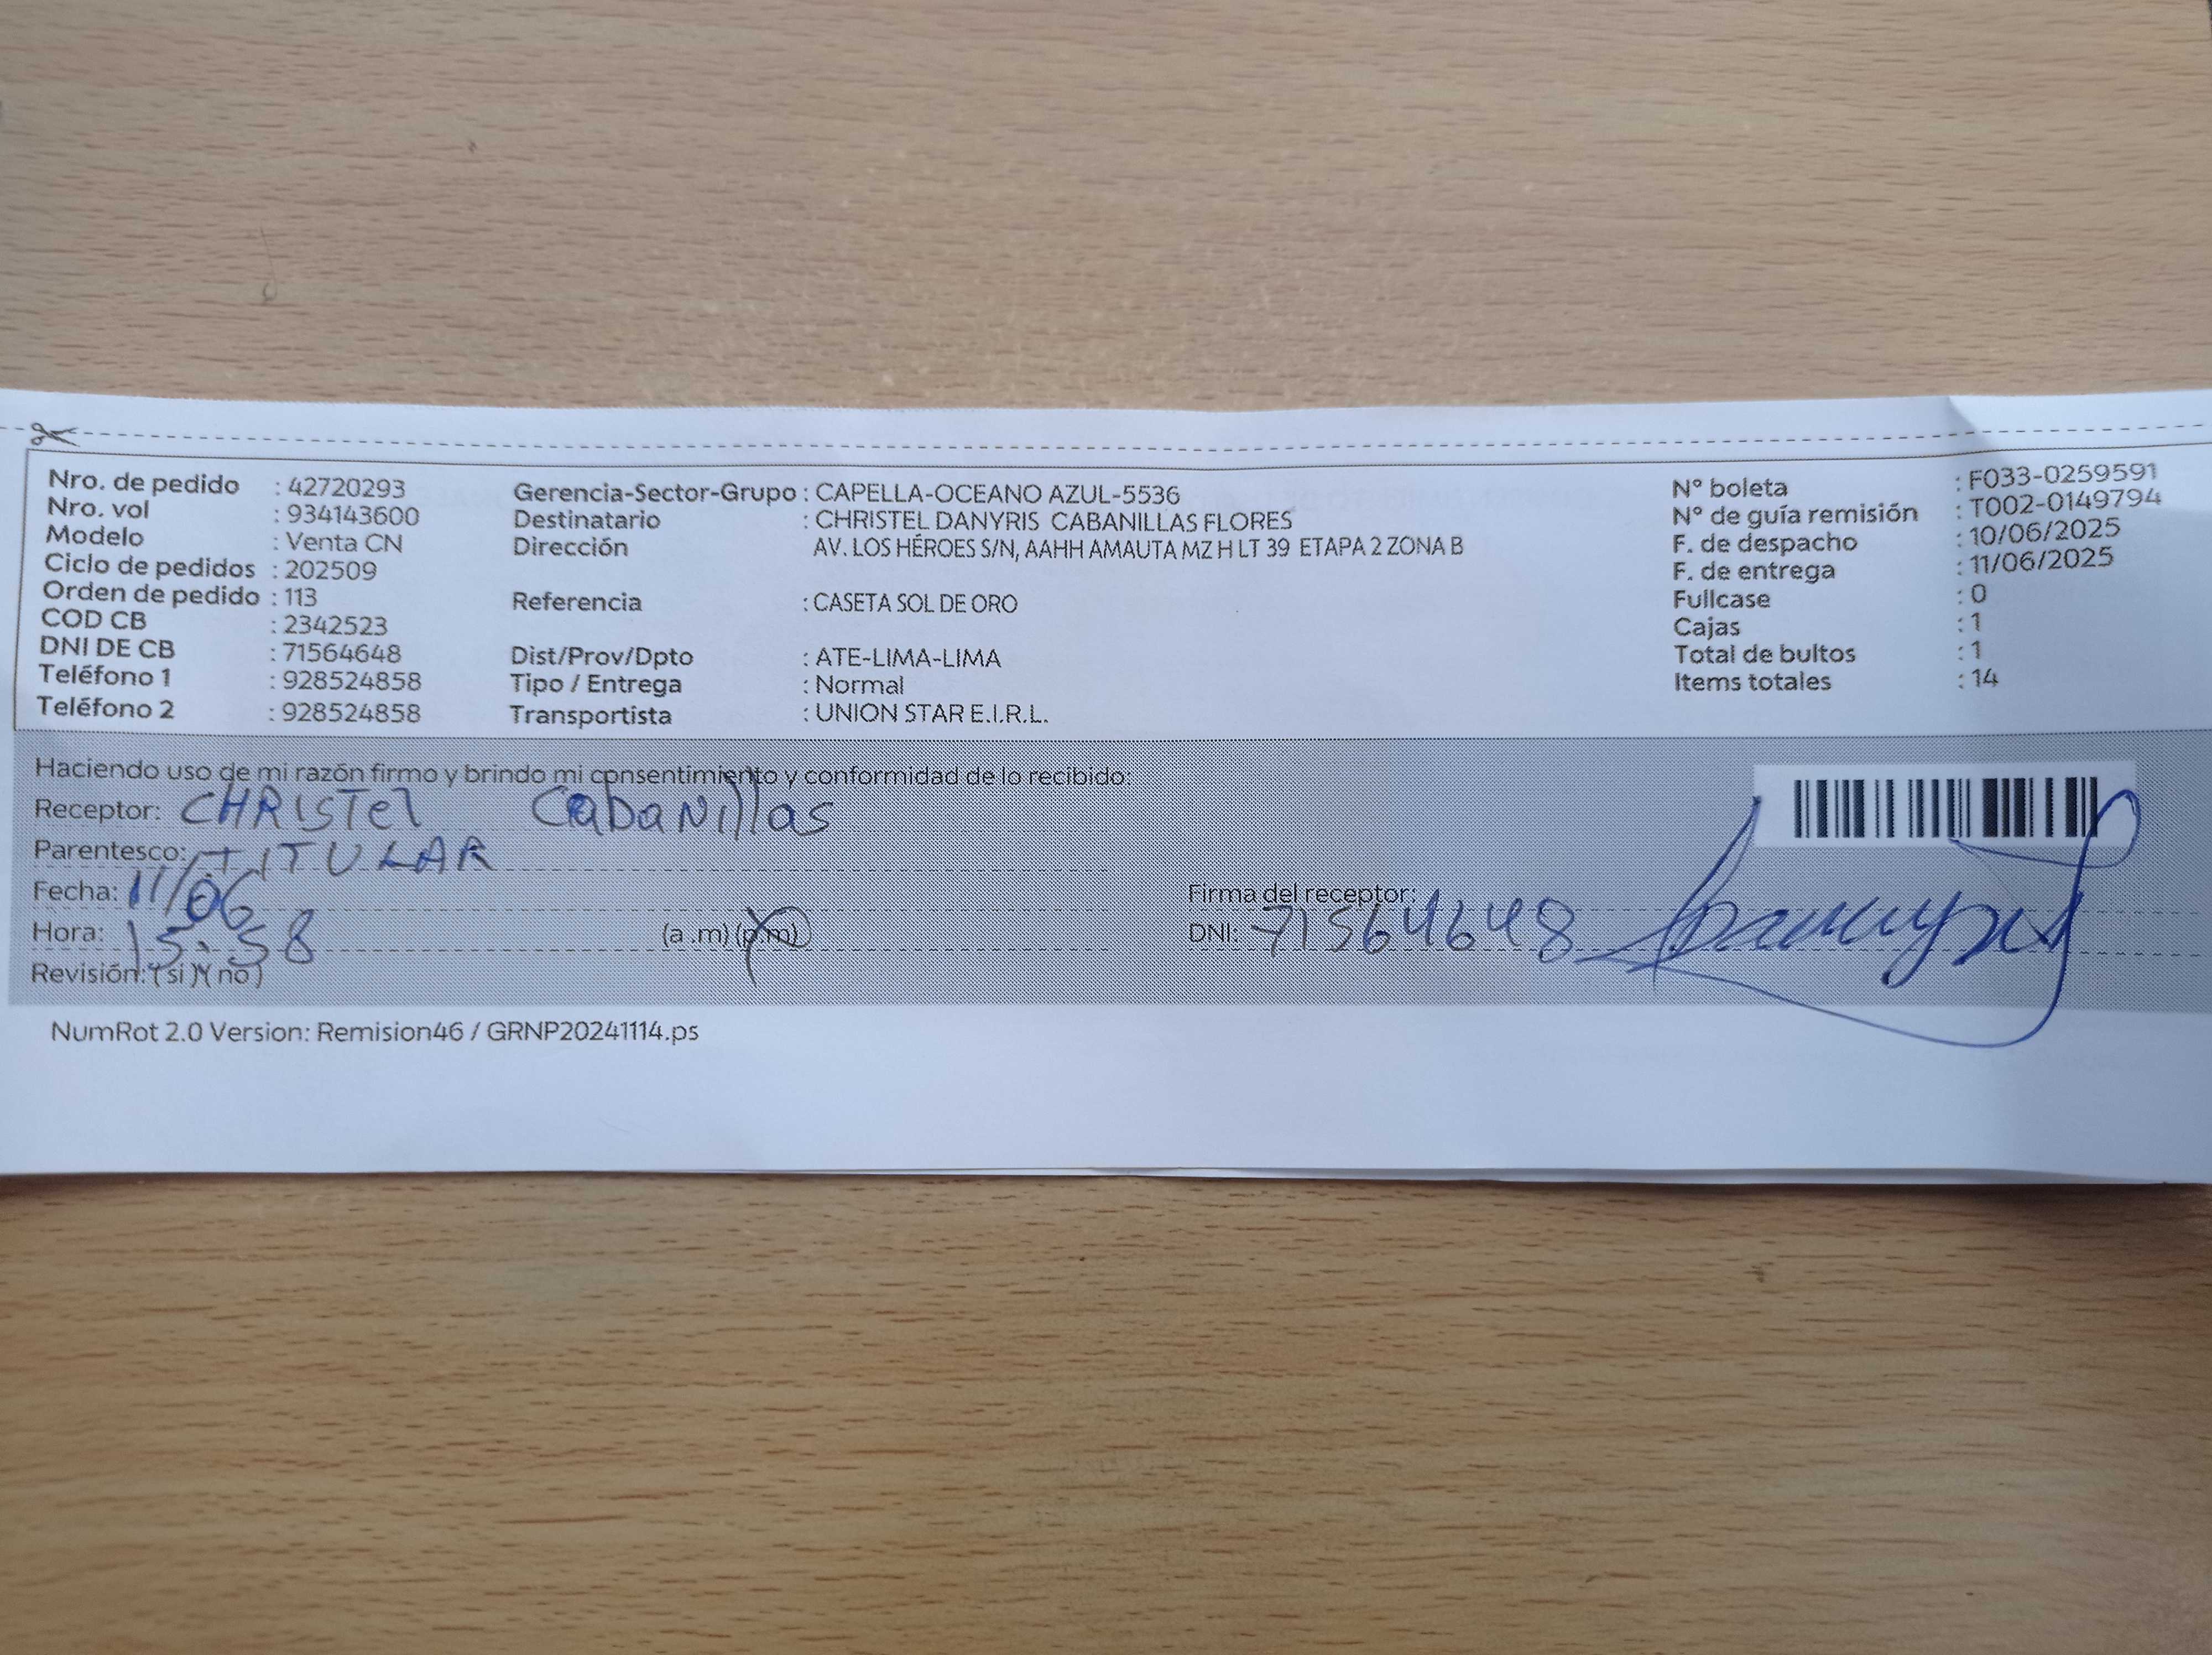 Nro. de pedido : 42720293
Nro. vol : 934143600
Modelo : Venta CN
Ciclo de pedidos : 202509
Orden de pedido : 113
COD CB : 2342523
DNI DE CB : 71564648
Teléfono 1 : 928524858
Teléfono 2 : 928524858
Gerencia-Sector-Grupo : CAPELLA-OCEANO AZUL-5536
Destinatario : CHRISTEL DANYRIS CABANILLAS FLORES
Dirección AV. LOS HÉROES S/N, AAHH AMAUTA MZ H LT 39 ETAPA 2 ZONA B
Referencia : CASETA SOL DE ORO
Dist/Prov/Dpto : ATE-LIMA-LIMA
Tipo / Entrega : Normal
Transportista : UNION STAR E.I.R.L.
N° boleta : F033-0259591
N° de guía remisión : T002-0149794
F. de despacho : 10/06/2025
F. de entrega : 11/06/2025
Fullcase : 0
Cajas : 1
Total de bultos : 1
Items totales : 14
Haciendo uso de mi razón firmo y brindo mi consentimiento y conformidad de lo recibido:
Receptor: CHRISTel CabaNillas
Parentesco: TITULAR
Fecha: 11/06
Hora: 15:58 (a .m) (p.m)
Revisión: ( si ) ( no )
Firma del receptor:
DNI: 71564648
NumRot 2.0 Version: Remision46 / GRNP20241114.ps